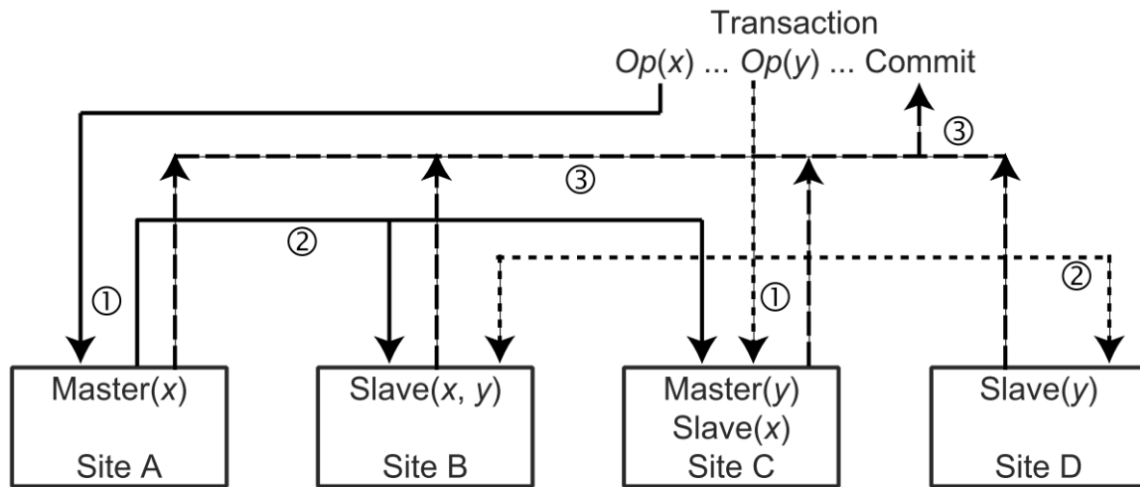 Transaction
Op(x) ... Op(y) ... Commit
③
③
②
②
①
①
Master(x)
Site A
Slave(x, y)
Site B
Master(y)
Slave(x)
Site C
Slave(y)
Site D